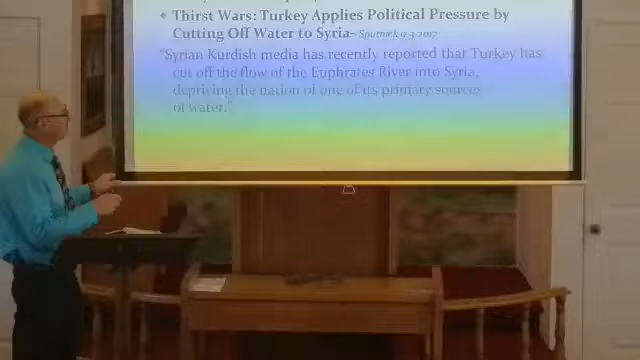 Thirst Wars: Turkey Applies Political Pressure by
Cutting Off Water to Syria- Sputnick 9-3-2017
"Syrian Kurdish media has recently reported that Turkey has
cut off the flow of the Euphrates River into Syria,
depriving the nation of one of its primary sources
of water."